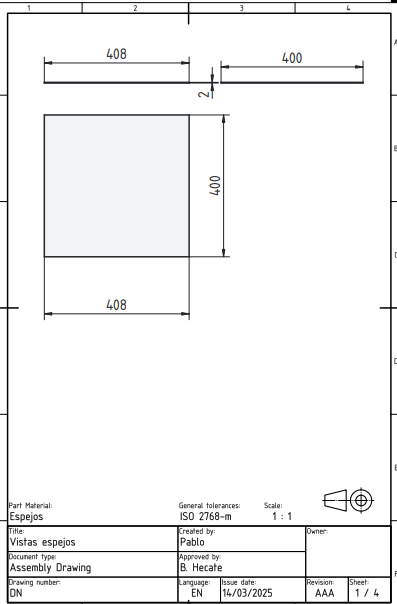 1 2 3 4
A
408 400
2
B
400
C
408
D
E
Part Material: General tolerances: Scale:
Espejos ISO 2768-m 1 : 1
Title: Created by: Owner:
Vistas espejos Pablo
Document type: Approved by:
Assembly Drawing B. Hecate
Drawing number: Language: Issue date: Revision: Sheet:
DN EN 14/03/2025 AAA 1 / 4
F